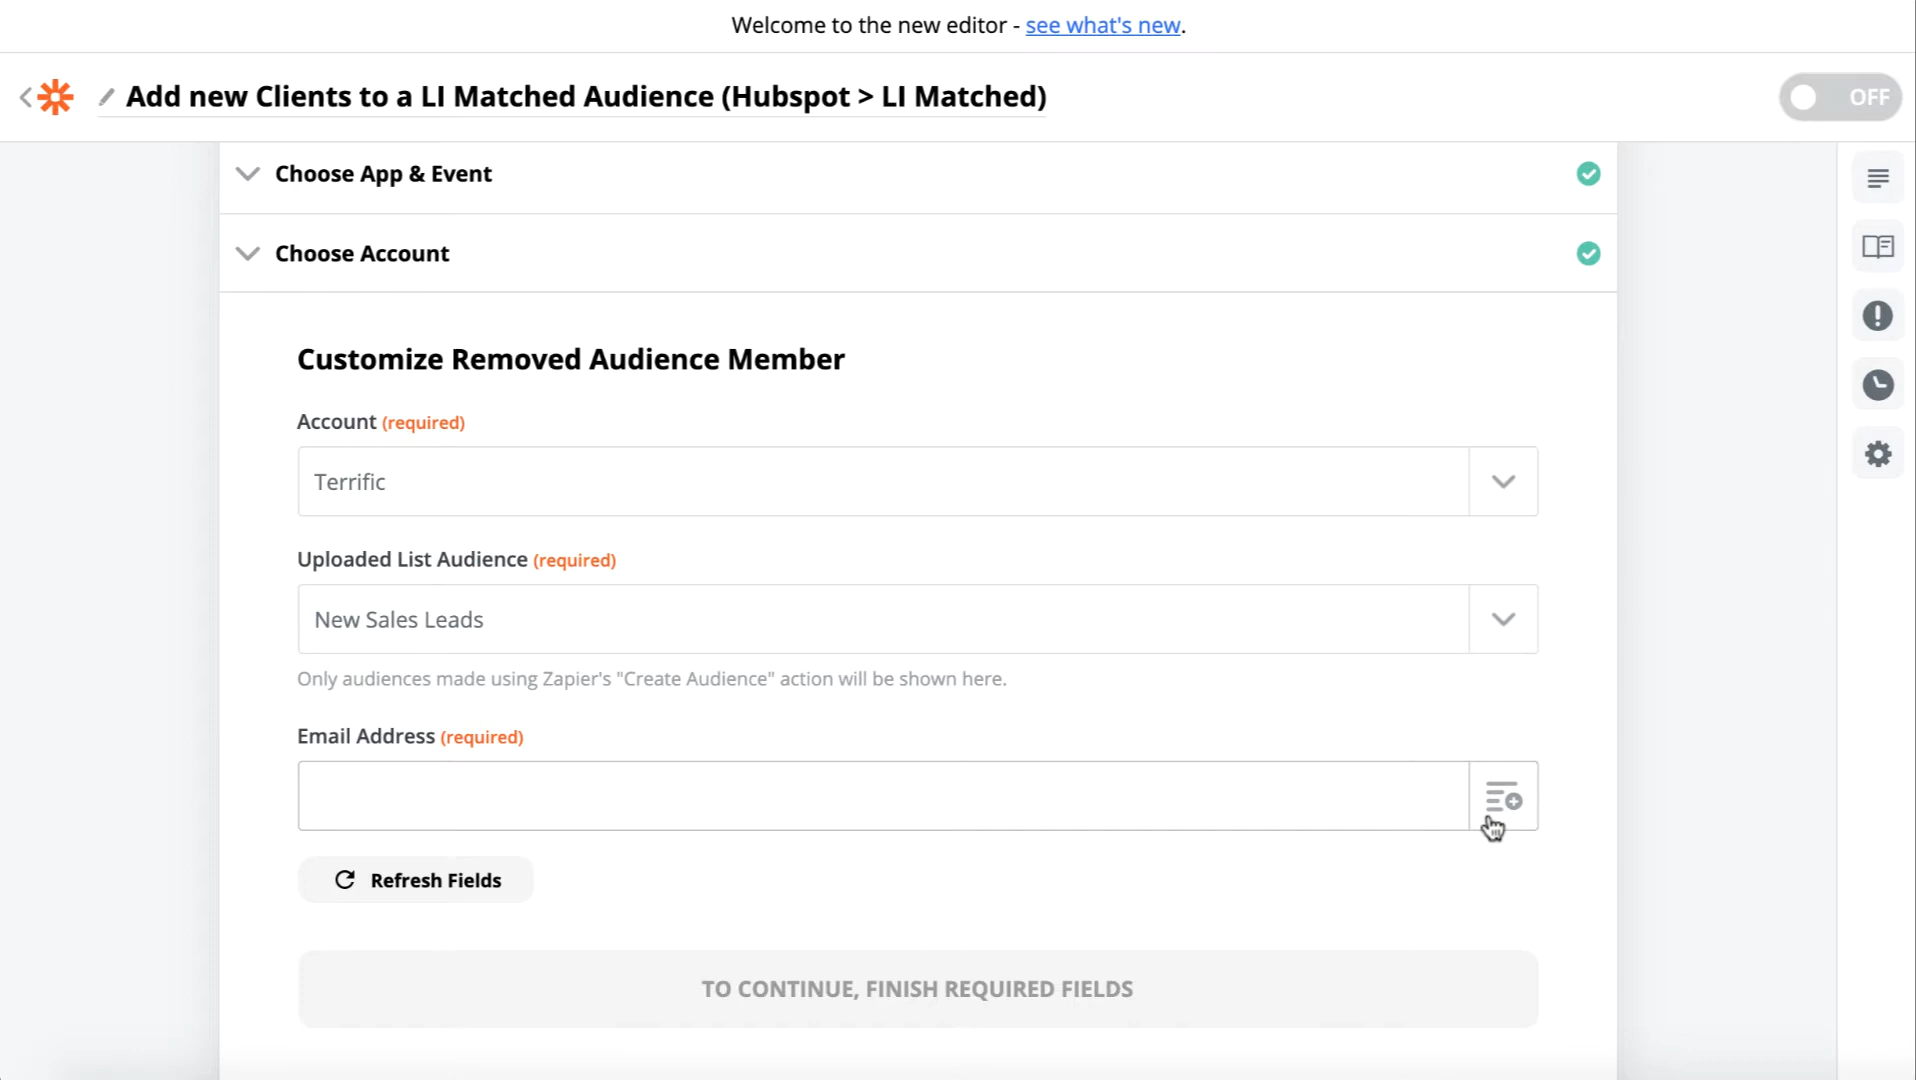 Welcome to the new editor - see what's new.
Add new Clients to a LI Matched Audience (Hubspot > LI Matched)
OFF
Choose App & Event
Choose Account
Customize Removed Audience Member
Account (required)
Terrific
Uploaded List Audience (required)
New Sales Leads
Only audiences made using Zapier's "Create Audience" action will be shown here.
Email Address (required)
Refresh Fields
TO CONTINUE, FINISH REQUIRED FIELDS